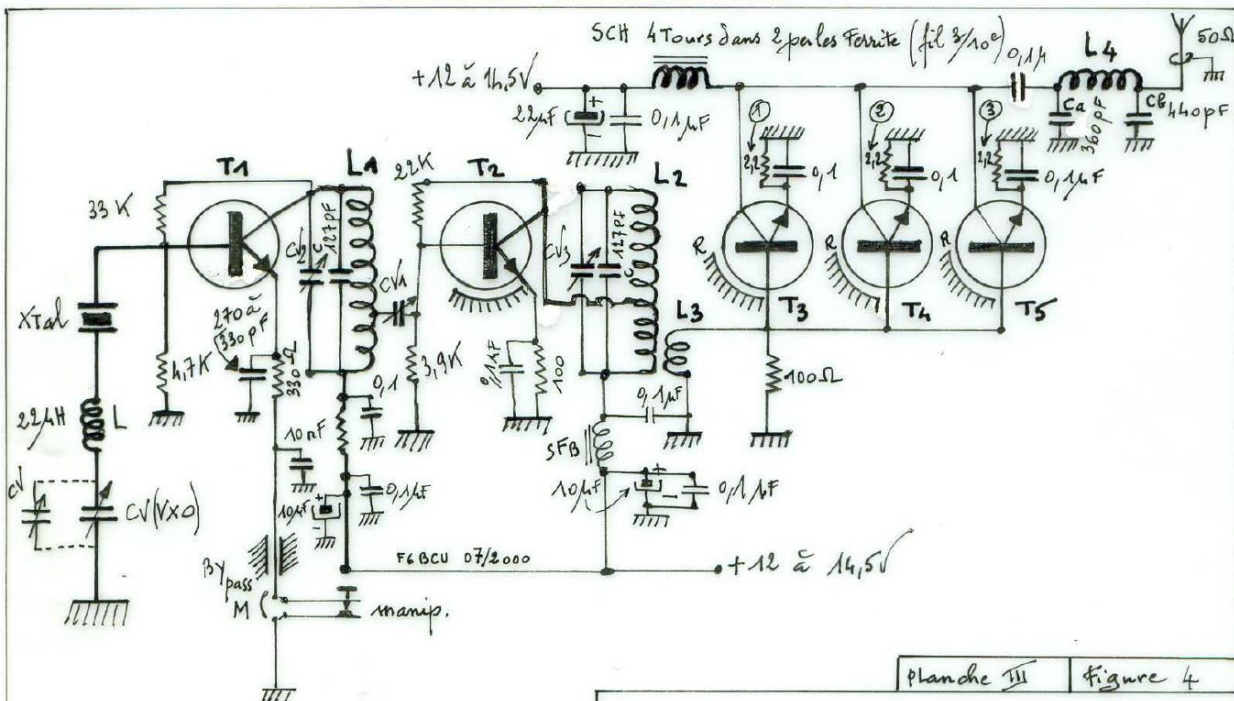 SCH 4 Tours dans 2 perles Ferrite (fil 3/10e)
+12 à 14,5V
22µF
+
-
0,1µF
0,1µ
L4
50Ω
Ca
360pF
Cb
440pF
1
2,2
0,1
2
2,2
0,1
3
2,2
0,1µF
T1
L1
22K
T2
L2
33K
CV2
C
127pF
CV1
CV3
127pF
C
R
R
R
T3
T4
T5
L3
Xtal
270 à
330pF
330Ω
4,7K
0,1
3,9K
0,1µF
100
0,1µF
100Ω
22µH
L
10nF
SFB
CV
CV(VXO)
10µF
+
-
0,1µF
10µF
+
-
0,1µF
F6BCU 07/2000
+12 à 14,5V
By
pass
M
manip.
planche III
Figure 4